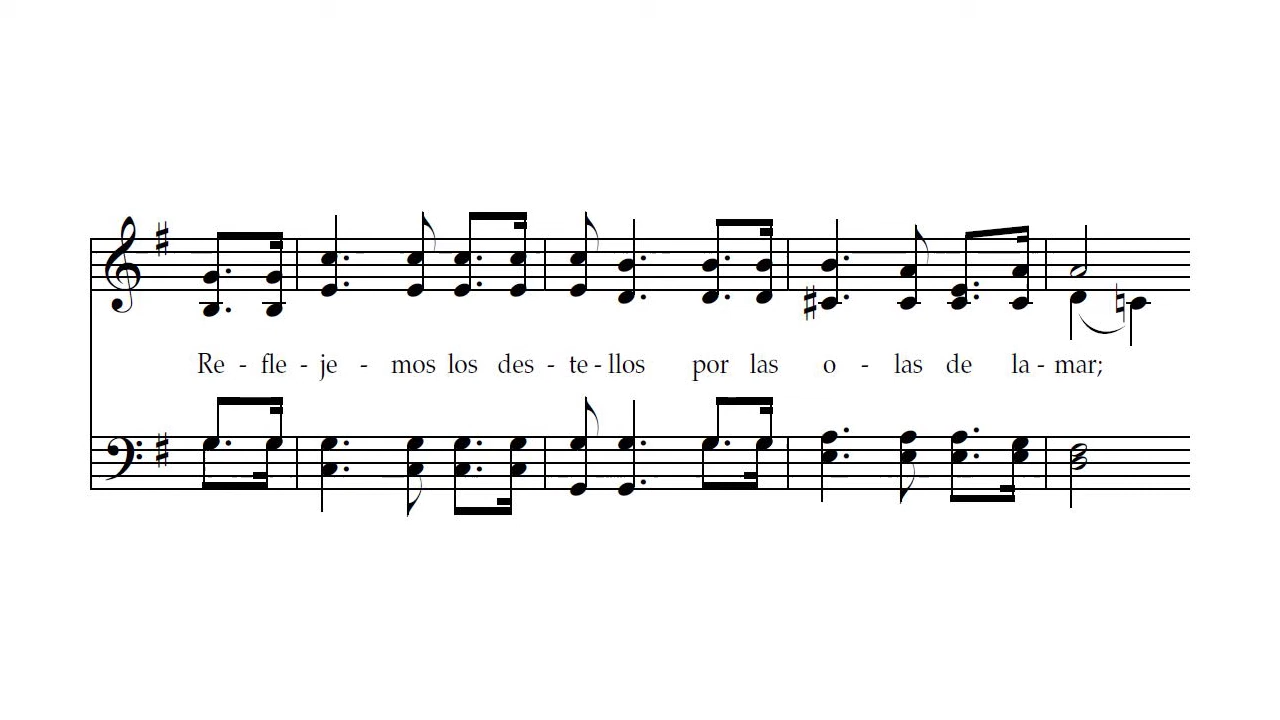 Re - fle - je - mos los des - te - llos por las o - las de la - mar;